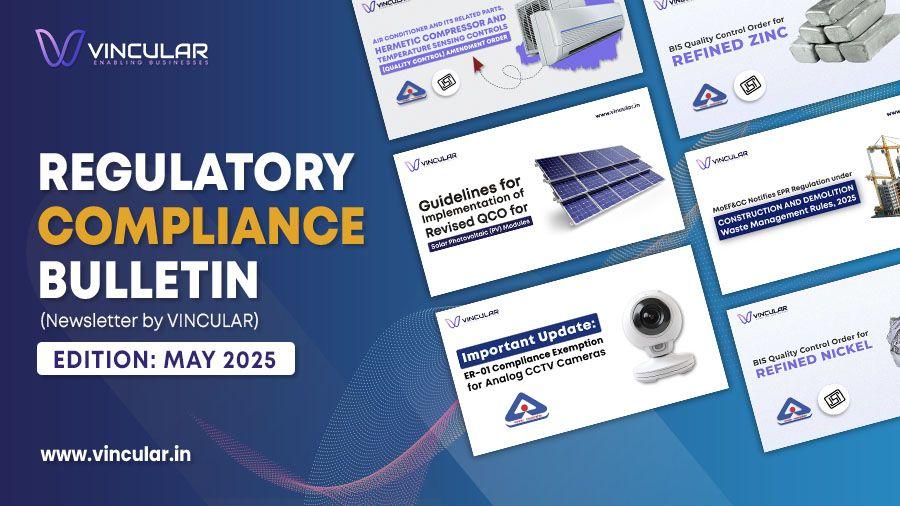 VINCULAR
ENABLING BUSINESSES
REGULATORY
COMPLIANCE
BULLETIN
(Newsletter by VINCULAR)
EDITION: MAY 2025
www.vincular.in
VINCULAR
AIR CONDITIONER AND ITS RELATED PARTS,
HERMETIC COMPRESSOR AND
TEMPERATURE SENSING CONTROLS
(QUALITY CONTROL) AMENDMENT ORDER
BIS Quality Control Order for
REFINED ZINC
VINCULAR
www.vincular.in
Guidelines for
Implementation of
Revised QCO for
Solar Photovoltaic (PV) Modules
VINCULAR
MoEF&CC Notifies EPR Regulation under
CONSTRUCTION AND DEMOLITION
Waste Management Rules, 2025
VINCULAR
www.vincular.in
Important Update:
ER-01 Compliance Exemption
for Analog CCTV Cameras
VINCULAR
BIS Quality Control Order for
REFINED NICKEL